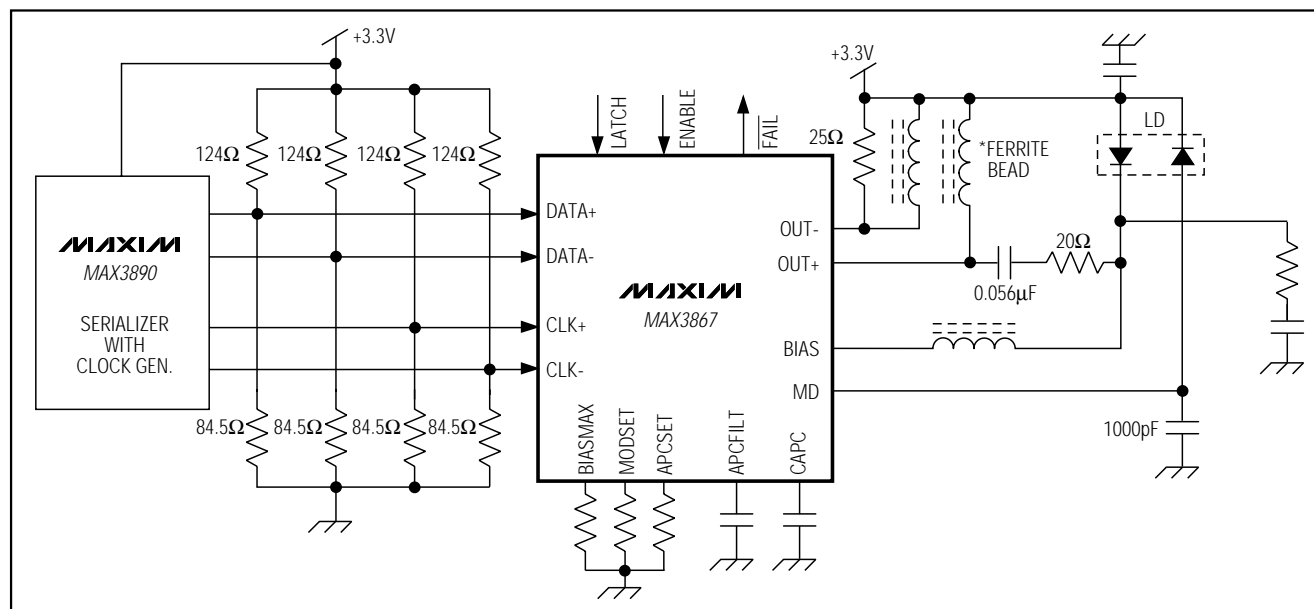 +3.3V
124Ω
124Ω
124Ω
124Ω
84.5Ω
84.5Ω
84.5Ω
84.5Ω
MAXIM
MAX3890
SERIALIZER
WITH
CLOCK GEN.
LATCH
ENABLE
FAIL
DATA+
DATA-
CLK+
CLK-
MAXIM
MAX3867
OUT-
OUT+
BIAS
MD
BIASMAX
MODSET
APCSET
APCFILT
CAPC
+3.3V
25Ω
*FERRITE
BEAD
LD
20Ω
0.056μF
1000pF